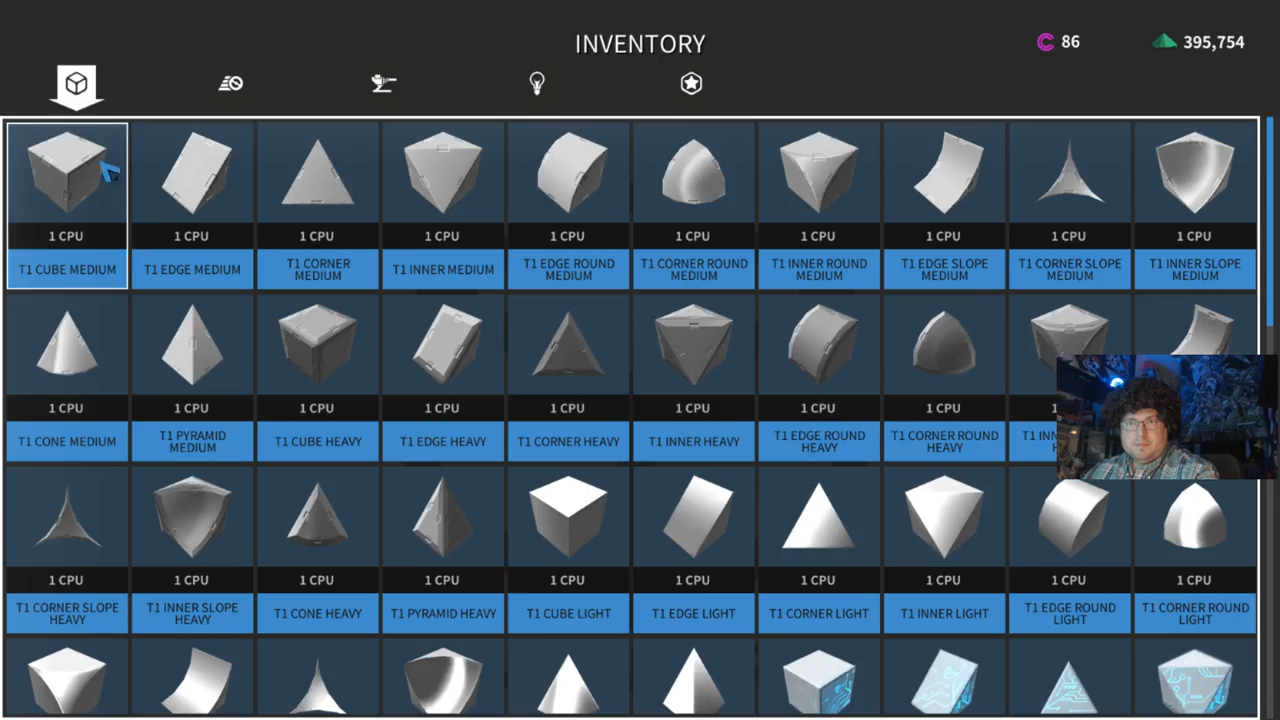 INVENTORY
86
395,754
1 CPU 1 CPU 1 CPU 1 CPU 1 CPU 1 CPU 1 CPU 1 CPU 1 CPU 1 CPU
T1 CUBE MEDIUM
T1 EDGE MEDIUM
T1 CORNER
MEDIUM
T1 INNER MEDIUM
T1 EDGE ROUND
MEDIUM
T1 CORNER ROUND
MEDIUM
T1 INNER ROUND
MEDIUM
T1 EDGE SLOPE
MEDIUM
T1 CORNER SLOPE
MEDIUM
T1 INNER SLOPE
MEDIUM
1 CPU 1 CPU 1 CPU 1 CPU 1 CPU 1 CPU 1 CPU 1 CPU 1
T1 CONE MEDIUM
T1 PYRAMID
MEDIUM
T1 CUBE HEAVY
T1 EDGE HEAVY
T1 CORNER HEAVY
T1 INNER HEAVY
T1 EDGE ROUND
HEAVY
T1 CORNER ROUND
HEAVY
T1
1 CPU 1 CPU 1 CPU 1 CPU 1 CPU 1 CPU 1 CPU 1 CPU 1 CPU 1 CPU
T1 CORNER SLOPE
HEAVY
T1 INNER SLOPE
HEAVY
T1 CONE HEAVY
T1 PYRAMID HEAVY
T1 CUBE LIGHT
T1 EDGE LIGHT
T1 CORNER LIGHT
T1 INNER LIGHT
T1 EDGE ROUND
LIGHT
T1 CORNER ROUND
LIGHT